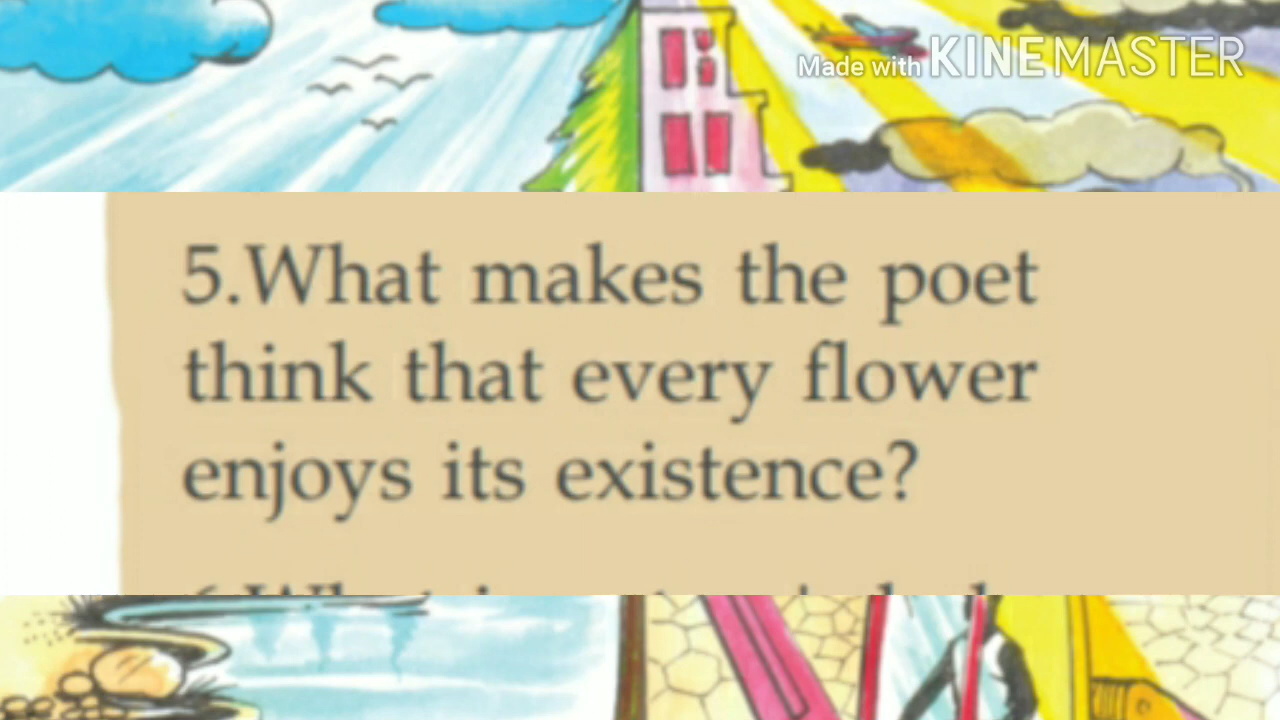 Made with KINEMASTER
5.What makes the poet
think that every flower
enjoys its existence?